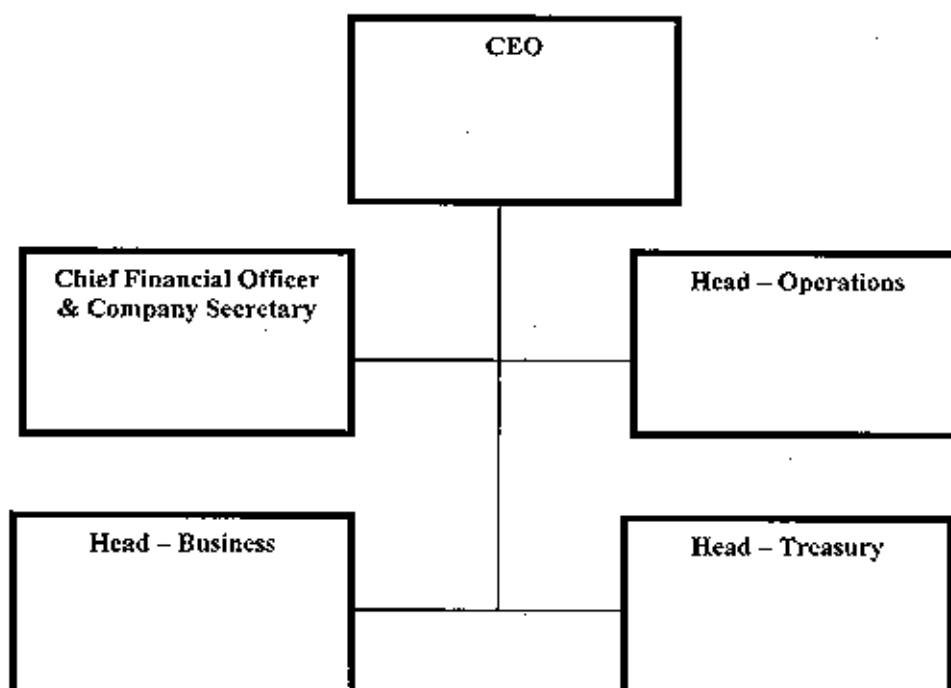 CEO
Chief Financial Officer
& Company Secretary
Head – Operations
Head – Business
Head – Treasury